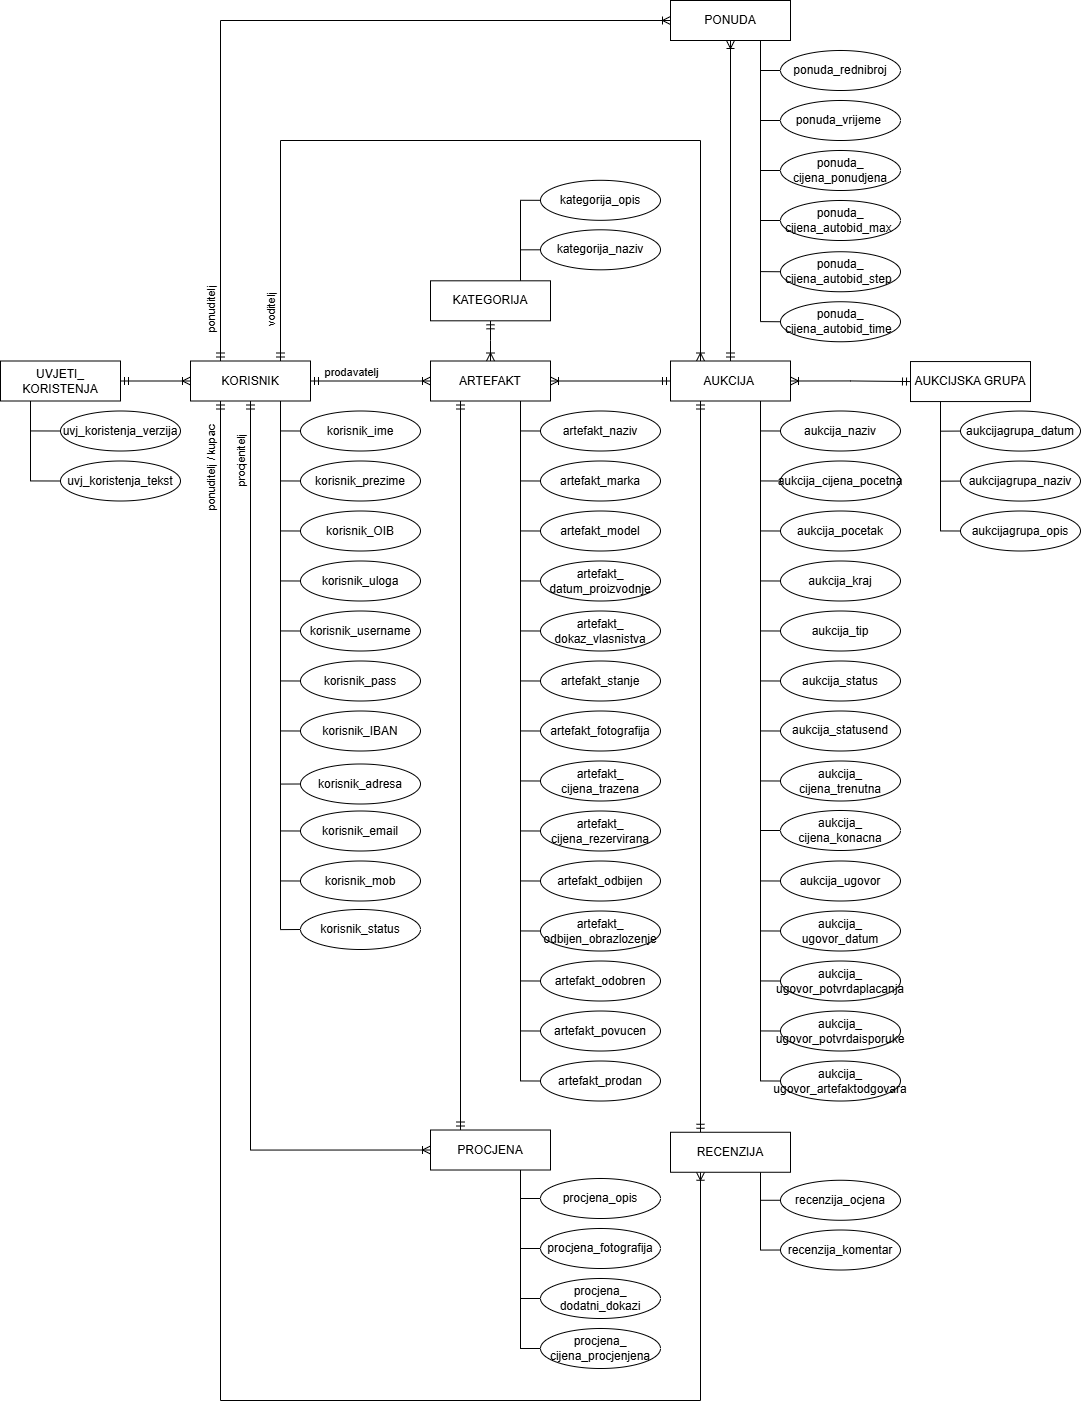 PONUDA
ponuda_rednibroj
ponuda_vrijeme
ponuda_
cijena_ponudjena
ponuda_
cijena_autobid_max
ponuda_
cijena_autobid_step
ponuda_
cijena_autobid_time
kategorija_opis
kategorija_naziv
KATEGORIJA
ponuditelj
voditelj
UVJETI_
KORISTENJA
uvj_koristenja_verzija
uvj_koristenja_tekst
KORISNIK
prodavatelj
ponuditelj / kupac
procjenitelj
korisnik_ime
korisnik_prezime
korisnik_OIB
korisnik_uloga
korisnik_username
korisnik_pass
korisnik_IBAN
korisnik_adresa
korisnik_email
korisnik_mob
korisnik_status
ARTEFAKT
artefakt_naziv
artefakt_marka
artefakt_model
artefakt_
datum_proizvodnje
artefakt_
dokaz_vlasnistva
artefakt_stanje
artefakt_fotografija
artefakt_
cijena_trazena
artefakt_
cijena_rezervirana
artefakt_odbijen
artefakt_
odbijen_obrazlozenje
artefakt_odobren
artefakt_povucen
artefakt_prodan
AUKCIJA
aukcija_naziv
aukcija_cijena_pocetna
aukcija_pocetak
aukcija_kraj
aukcija_tip
aukcija_status
aukcija_statusend
aukcija_
cijena_trenutna
aukcija_
cijena_konacna
aukcija_ugovor
aukcija_
ugovor_datum
aukcija_
ugovor_potvrdaplacanja
aukcija_
ugovor_potvrdaisporuke
aukcija_
ugovor_artefaktodgovara
AUKCIJSKA GRUPA
aukcijagrupa_datum
aukcijagrupa_naziv
aukcijagrupa_opis
PROCJENA
procjena_opis
procjena_fotografija
procjena_
dodatni_dokazi
procjena_
cijena_procjenjena
RECENZIJA
recenzija_ocjena
recenzija_komentar